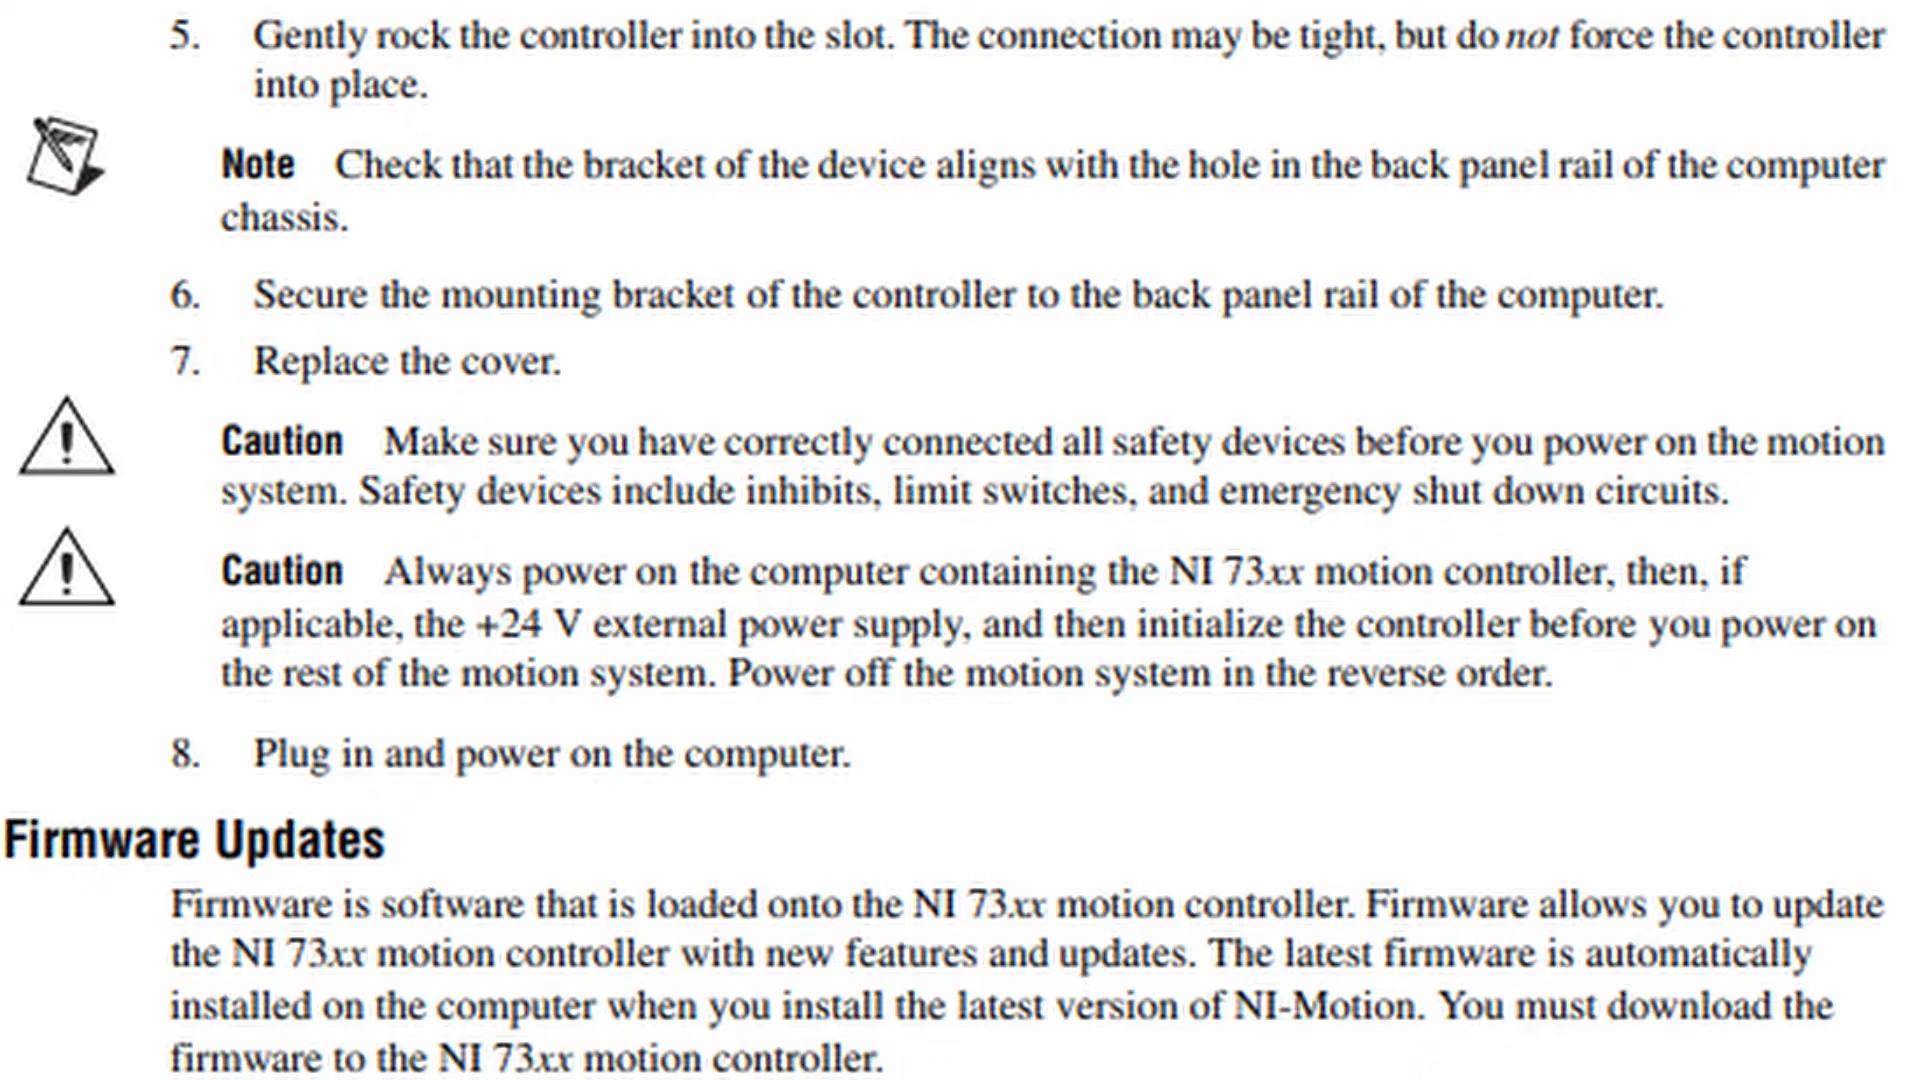 5. Gently rock the controller into the slot. The connection may be tight, but do not force the controller
into place.
Note Check that the bracket of the device aligns with the hole in the back panel rail of the computer
chassis.
6. Secure the mounting bracket of the controller to the back panel rail of the computer.
7. Replace the cover.
Caution Make sure you have correctly connected all safety devices before you power on the motion
system. Safety devices include inhibits, limit switches, and emergency shut down circuits.
Caution Always power on the computer containing the NI 73xx motion controller, then, if
applicable, the +24 V external power supply, and then initialize the controller before you power on
the rest of the motion system. Power off the motion system in the reverse order.
8. Plug in and power on the computer.
Firmware Updates
Firmware is software that is loaded onto the NI 73xx motion controller. Firmware allows you to update
the NI 73xx motion controller with new features and updates. The latest firmware is automatically
installed on the computer when you install the latest version of NI-Motion. You must download the
firmware to the NI 73xx motion controller.